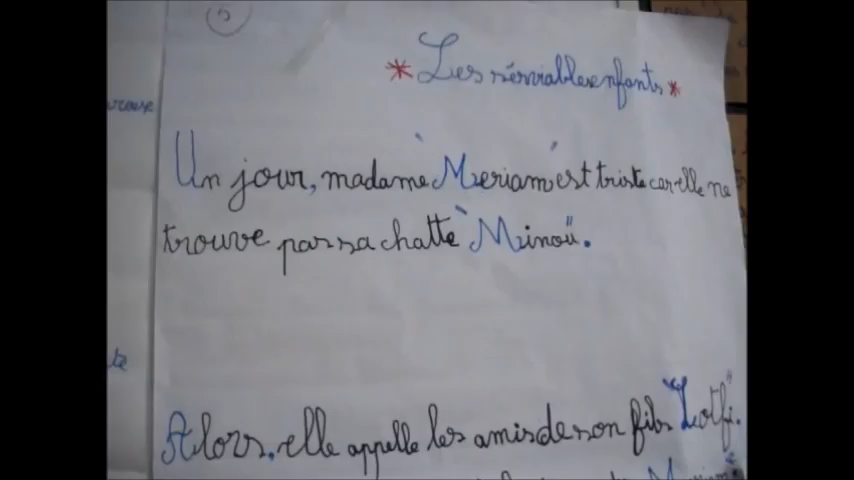 5
* Les serviables enfants *
Un jour, madame "Meriam" est triste car elle ne
trouve pas sa chatte "Minou".
Alors, elle appelle les amis de son fils "Lotfi".